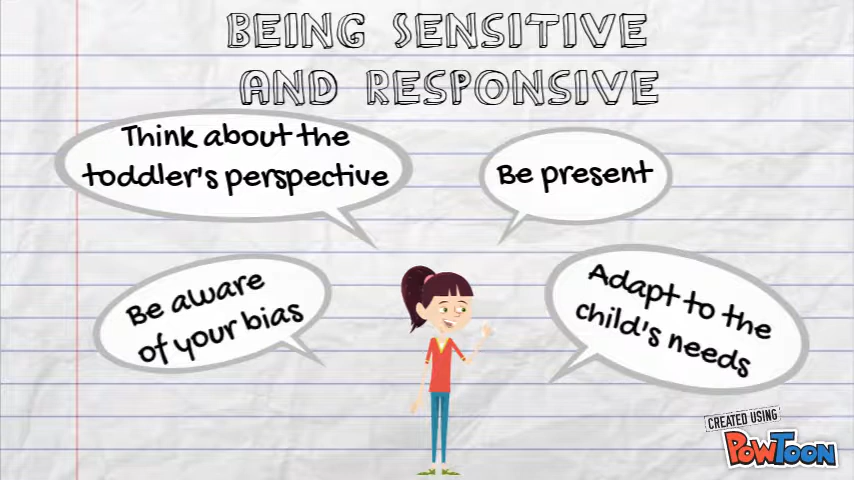 BEING SENSITIVE
AND RESPONSIVE
Think about the
toddler's perspective
Be present
Be aware
of your bias
Adapt to the
child's needs
CREATED USING
POWTOON